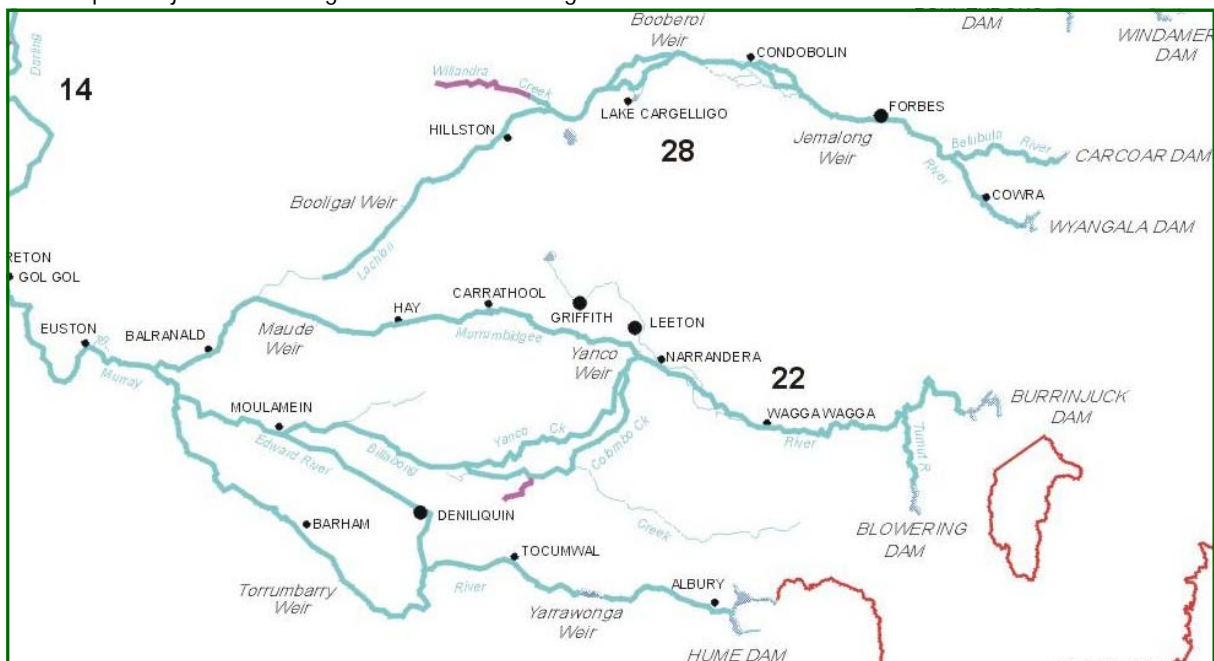 Booberoi
Weir
WINDAMER
DAM
DAM
CONDOBOLIN
Darling
14
Willandra
Creek
LAKE CARGELLIGO
FORBES
HILLSTON
28
Jemalong
Weir
Belubula River
CARCOAR DAM
River
COWRA
Booligal Weir
WYANGALA DAM
Lachlan
RETON
GOL GOL
CARRATHOOL
HAY
GRIFFITH
LEETON
EUSTON
BALRANALD
Maude
Weir
Murrumbidgee
Yanco
Weir
NARRANDERA
Murray
22
MOULAMEIN
WAGGA WAGGA
BURRINJUCK
DAM
River
Tumut R.
Edward River
Billabong
Yanco Ck
Colombo Ck
Creek
BARHAM
DENILIQUIN
BLOWERING
DAM
TOCUMWAL
Torrumbarry
Weir
River
ALBURY
Yarrawonga
Weir
HUME DAM